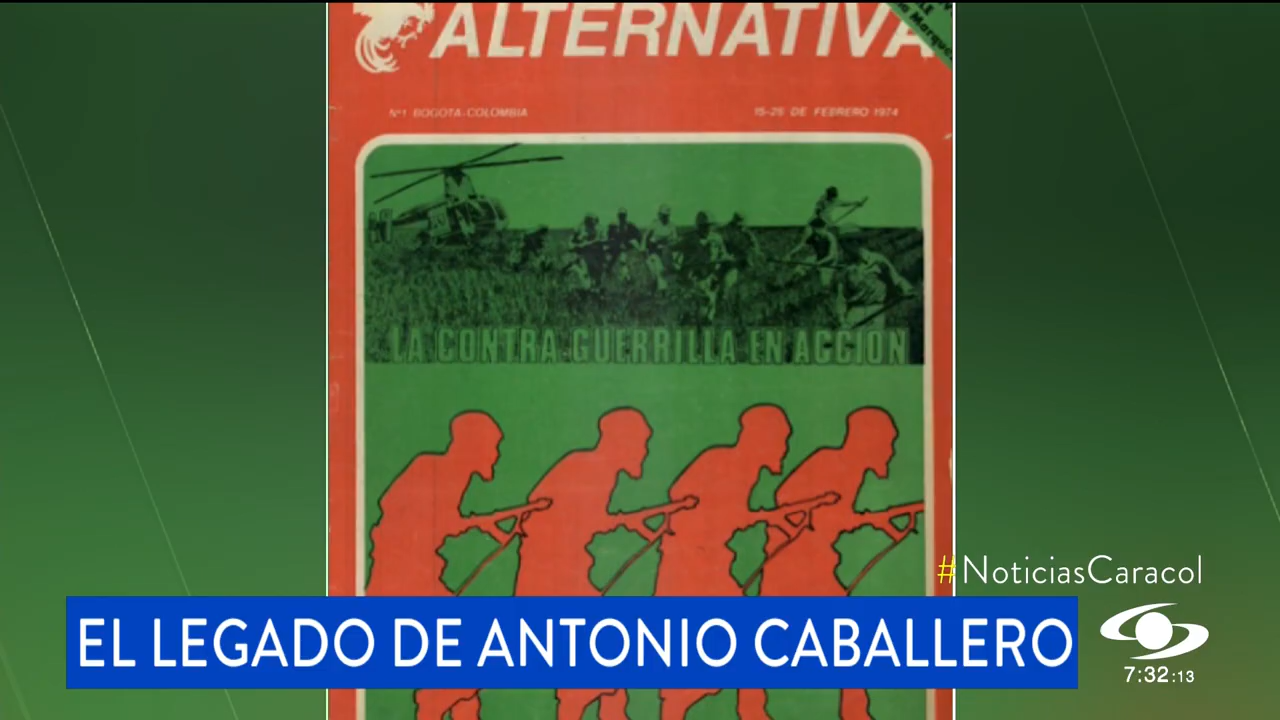 ALTERNATIVA
Nº1 BOGOTA-COLOMBIA
15-25 DE FEBRERO 1974
LA CONTRA GUERRILLA EN ACCION
#NoticiasCaracol
EL LEGADO DE ANTONIO CABALLERO
7:32:13